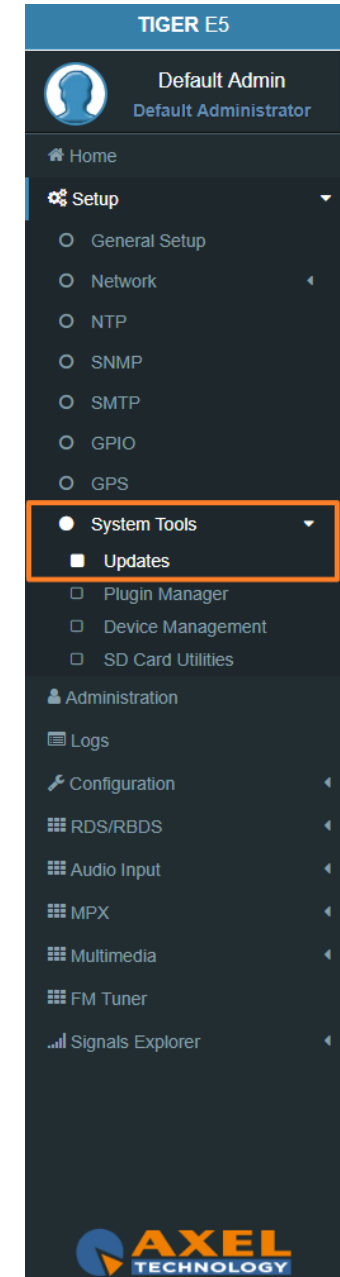 TIGER E5
Default Admin
Default Administrator
Home
Setup
General Setup
Network
NTP
SNMP
SMTP
GPIO
GPS
System Tools
Updates
Plugin Manager
Device Management
SD Card Utilities
Administration
Logs
Configuration
RDS/RBDS
Audio Input
MPX
Multimedia
FM Tuner
Signals Explorer
AXEL
TECHNOLOGY